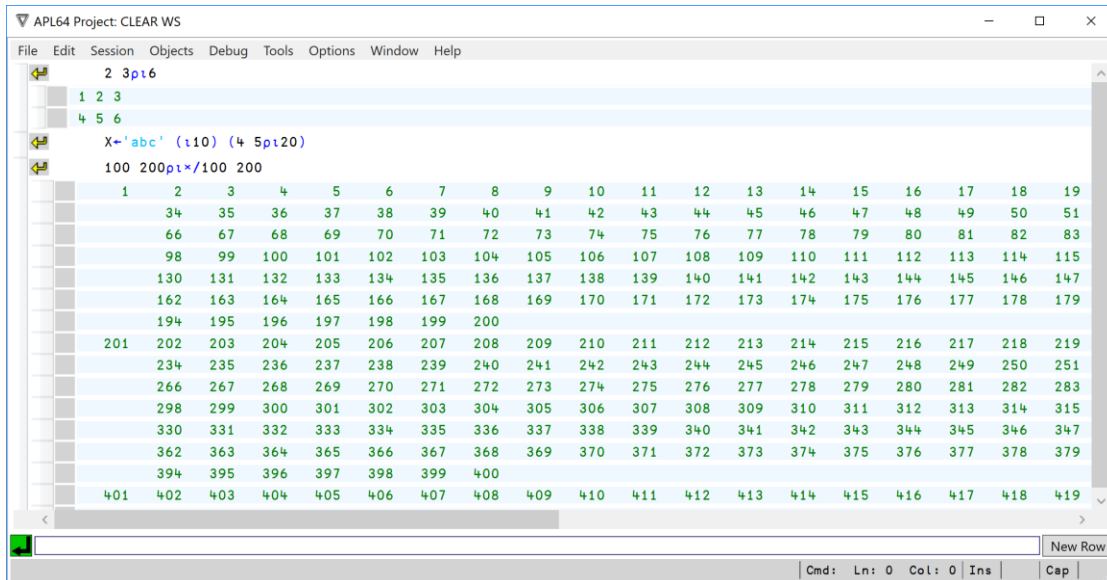 APL64 Project: CLEAR WS
File Edit Session Objects Debug Tools Options Window Help
2 3⍴⍳6
1 2 3
4 5 6
X←'abc' (⍳10) (4 5⍴⍳20)
100 200⍴⍳×/100 200
1 2 3 4 5 6 7 8 9 10 11 12 13 14 15 16 17 18 19
34 35 36 37 38 39 40 41 42 43 44 45 46 47 48 49 50 51
66 67 68 69 70 71 72 73 74 75 76 77 78 79 80 81 82 83
98 99 100 101 102 103 104 105 106 107 108 109 110 111 112 113 114 115
130 131 132 133 134 135 136 137 138 139 140 141 142 143 144 145 146 147
162 163 164 165 166 167 168 169 170 171 172 173 174 175 176 177 178 179
194 195 196 197 198 199 200
201 202 203 204 205 206 207 208 209 210 211 212 213 214 215 216 217 218 219
234 235 236 237 238 239 240 241 242 243 244 245 246 247 248 249 250 251
266 267 268 269 270 271 272 273 274 275 276 277 278 279 280 281 282 283
298 299 300 301 302 303 304 305 306 307 308 309 310 311 312 313 314 315
330 331 332 333 334 335 336 337 338 339 340 341 342 343 344 345 346 347
362 363 364 365 366 367 368 369 370 371 372 373 374 375 376 377 378 379
394 395 396 397 398 399 400
401 402 403 404 405 406 407 408 409 410 411 412 413 414 415 416 417 418 419
New Row
Cmd: Ln: 0 Col: 0 Ins Cap